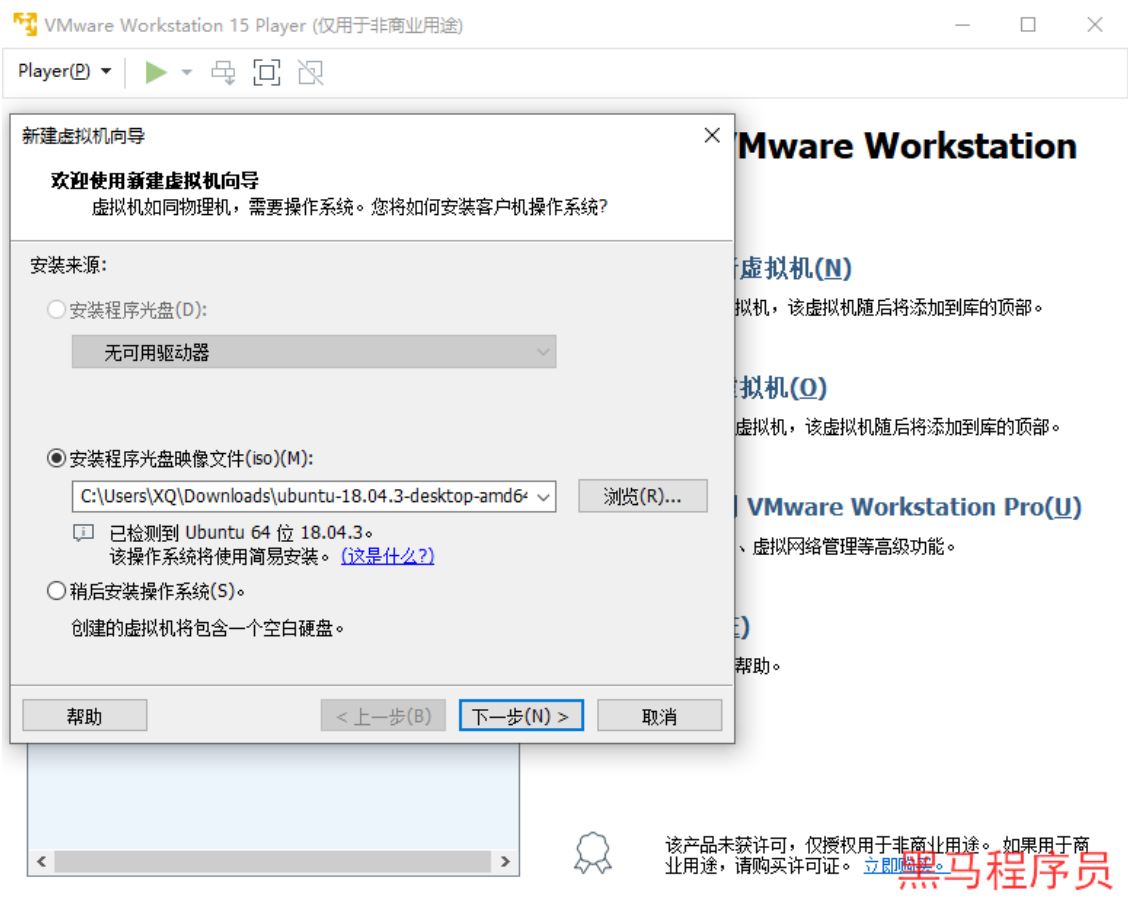 VMware Workstation 15 Player (仅用于非商业用途)
Player(P)
新建虚拟机向导
欢迎使用新建虚拟机向导
虚拟机如同物理机，需要操作系统。您将如何安装客户机操作系统?
安装来源:
安装程序光盘(D):
无可用驱动器
安装程序光盘映像文件(iso)(M):
C:\Users\XQ\Downloads\ubuntu-18.04.3-desktop-amd64
浏览(R)...
已检测到 Ubuntu 64 位 18.04.3。
该操作系统将使用简易安装。 (这是什么?)
稍后安装操作系统(S)。
创建的虚拟机将包含一个空白硬盘。
帮助
< 上一步(B)
下一步(N) >
取消
VMware Workstation
虚拟机(N)
拟机，该虚拟机随后将添加到库的顶部。
拟机(O)
虚拟机，该虚拟机随后将添加到库的顶部。
VMware Workstation Pro(U)
、虚拟网络管理等高级功能。
帮助。
该产品未获许可，仅授权用于非商业用途。如果用于商
业用途，请购买许可证。 立即购买。
黑马程序员